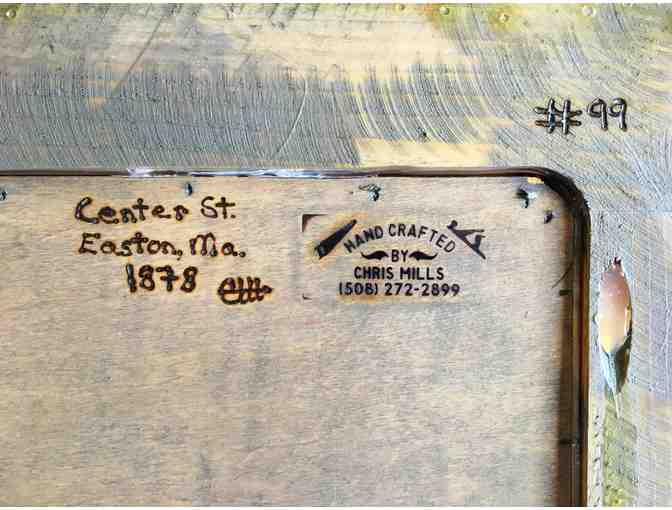 #99
Center St.
Easton, Ma.
1878
HAND CRAFTED
BY
CHRIS MILLS
(508) 272-2899